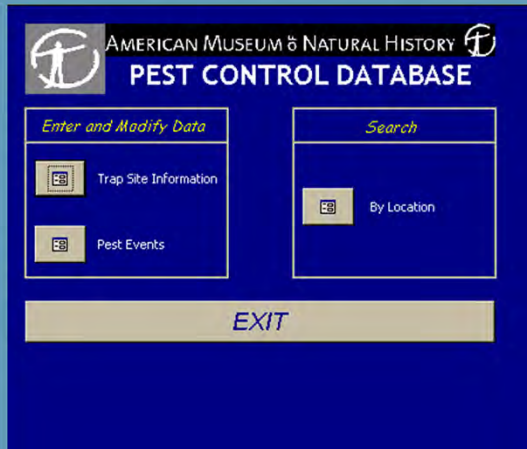 AMERICAN MUSEUM OF NATURAL HISTORY
PEST CONTROL DATABASE
Enter and Modify Data
Trap Site Information
Pest Events
Search
By Location
EXIT